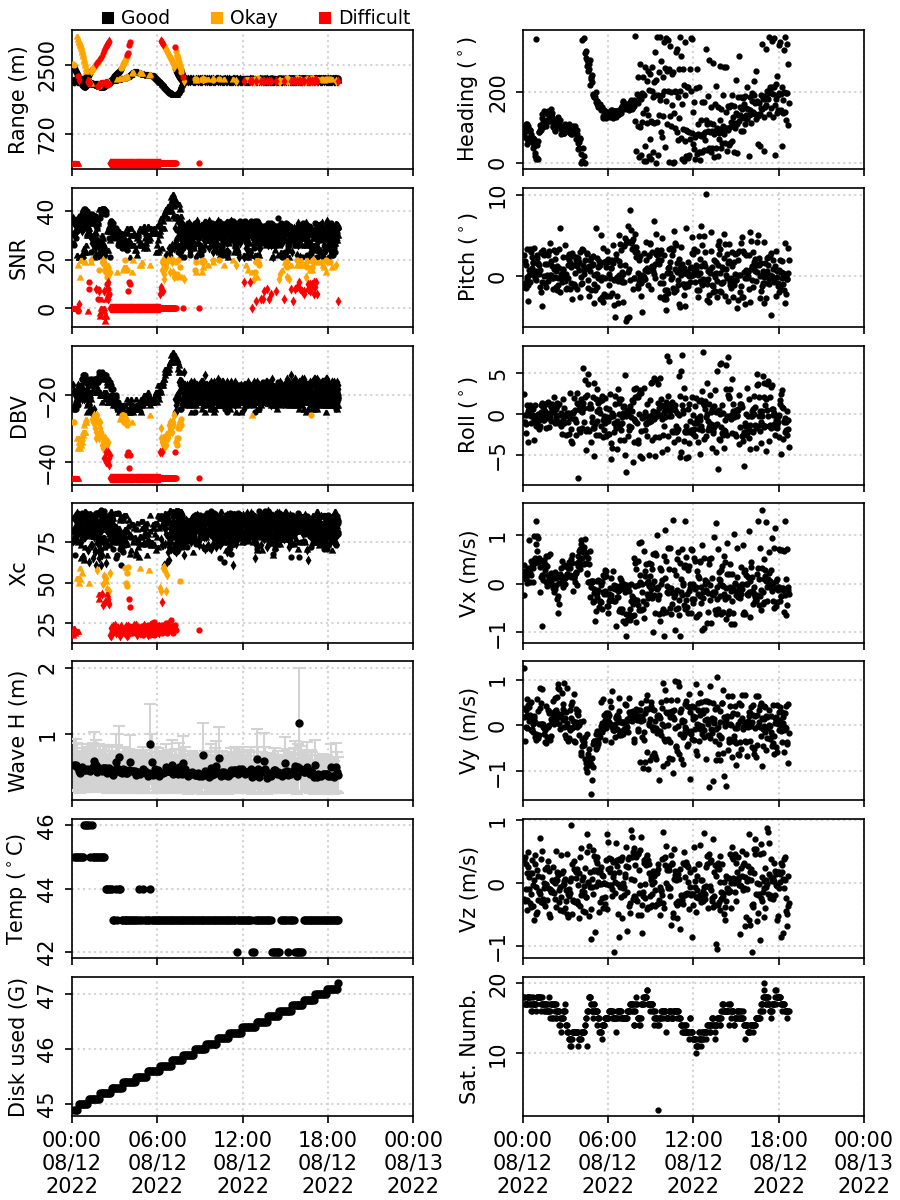 Good Okay Difficult
Range (m)
2500
720
Heading (°)
200
0
SNR
40
20
0
Pitch (°)
10
0
DBV
−20
−40
Roll (°)
5
0
−5
Xc
75
50
25
Vx (m/s)
1
0
−1
Wave H (m)
2
1
Vy (m/s)
1
0
−1
Temp (°C)
46
44
42
Vz (m/s)
1
0
−1
Disk used (G)
47
46
45
Sat. Numb.
20
10
00:00 06:00 12:00 18:00 00:00
08/12 08/12 08/12 08/12 08/13
2022 2022 2022 2022 2022
00:00 06:00 12:00 18:00 00:00
08/12 08/12 08/12 08/12 08/13
2022 2022 2022 2022 2022